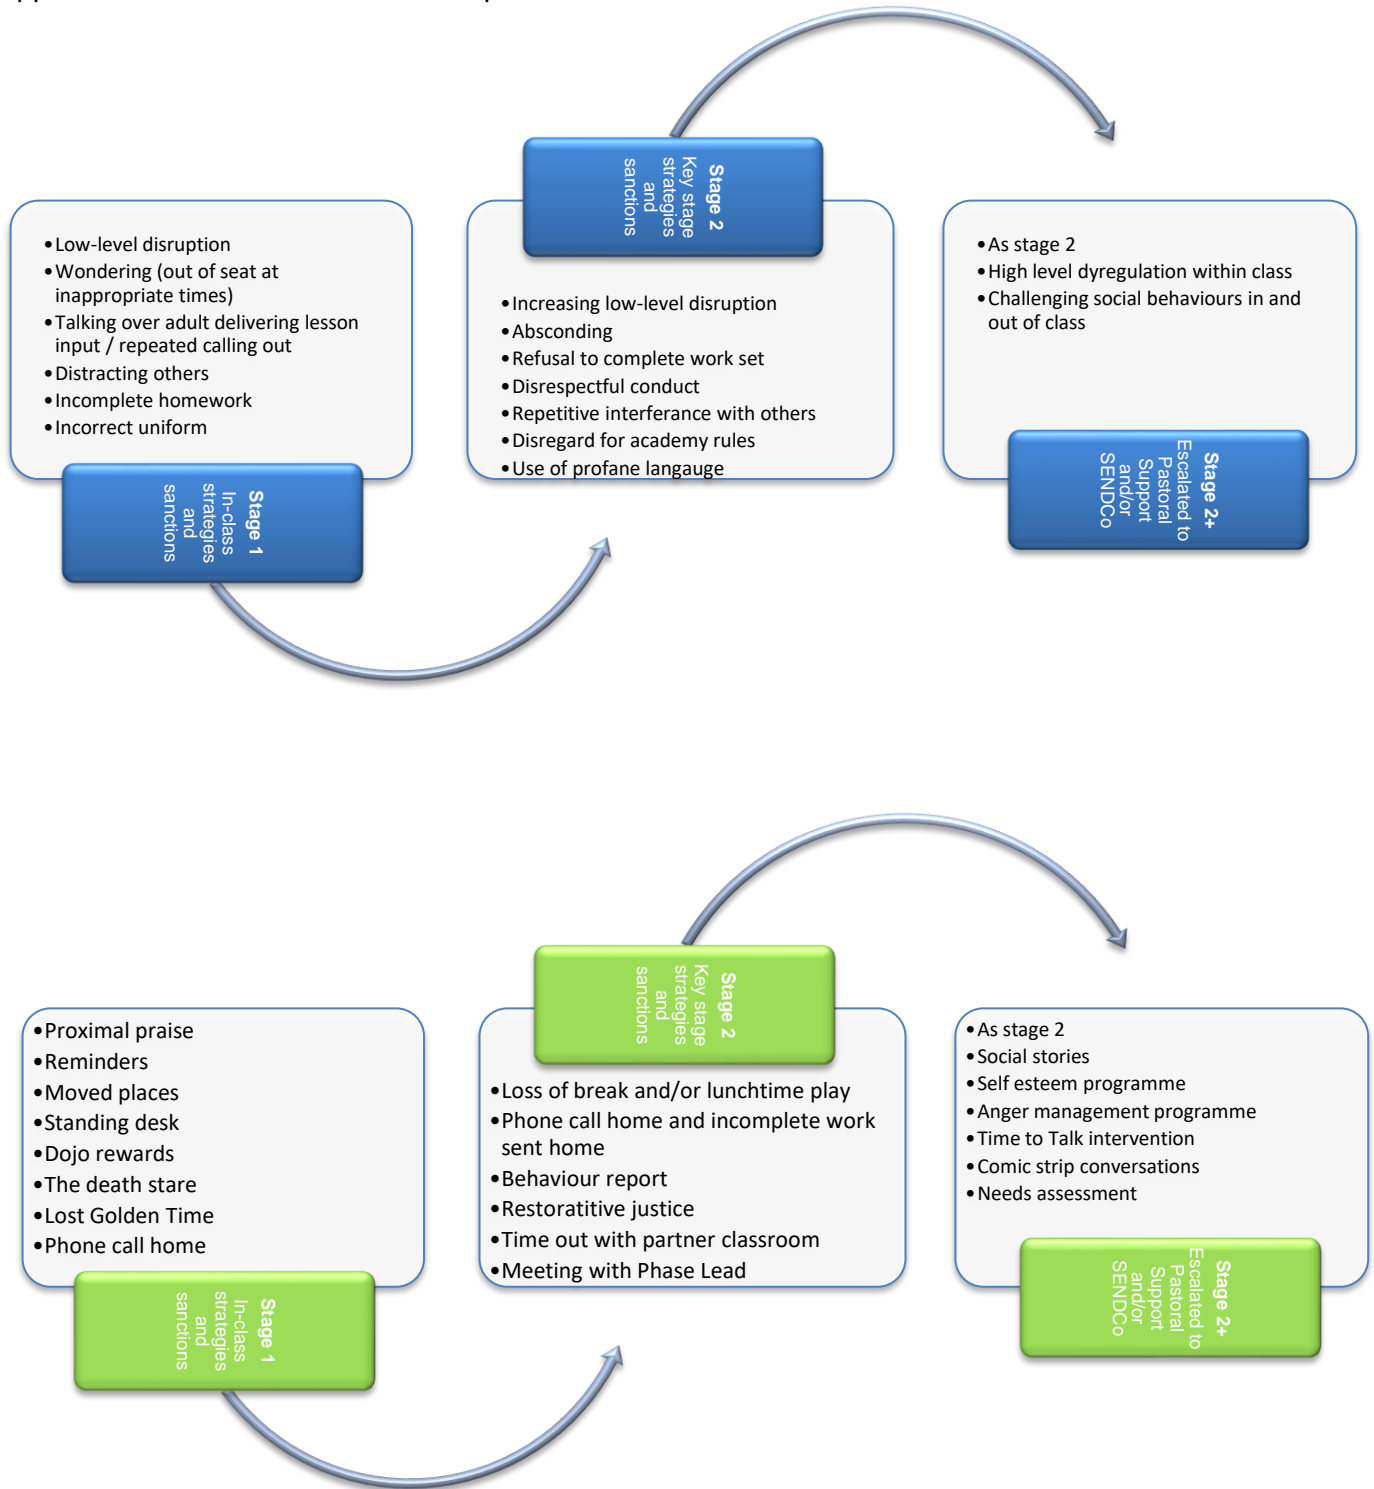 •Low-level disruption
•Wondering (out of seat at
inappropriate times)
•Talking over adult delivering lesson
input / repeated calling out
•Distracting others
•Incomplete homework
•Incorrect uniform
Stage 1
In-class
strategies
and
sanctions
Stage 2
Key stage
strategies
and
sanctions
•Increasing low-level disruption
•Absconding
•Refusal to complete work set
•Disrespectful conduct
•Repetitive interferance with others
•Disregard for academy rules
•Use of profane langauge
•As stage 2
•High level dyregulation within class
•Challenging social behaviours in and
out of class
Stage 2+
Escalated to
Pastoral
Support
and/or
SENDCo
•Proximal praise
•Reminders
•Moved places
•Standing desk
•Dojo rewards
•The death stare
•Lost Golden Time
•Phone call home
Stage 1
In-class
strategies
and
sanctions
Stage 2
Key stage
strategies
and
sanctions
•Loss of break and/or lunchtime play
•Phone call home and incomplete work
sent home
•Behaviour report
•Restoratitive justice
•Time out with partner classroom
•Meeting with Phase Lead
•As stage 2
•Social stories
•Self esteem programme
•Anger management programme
•Time to Talk intervention
•Comic strip conversations
•Needs assessment
Stage 2+
Escalated to
Pastoral
Support
and/or
SENDCo